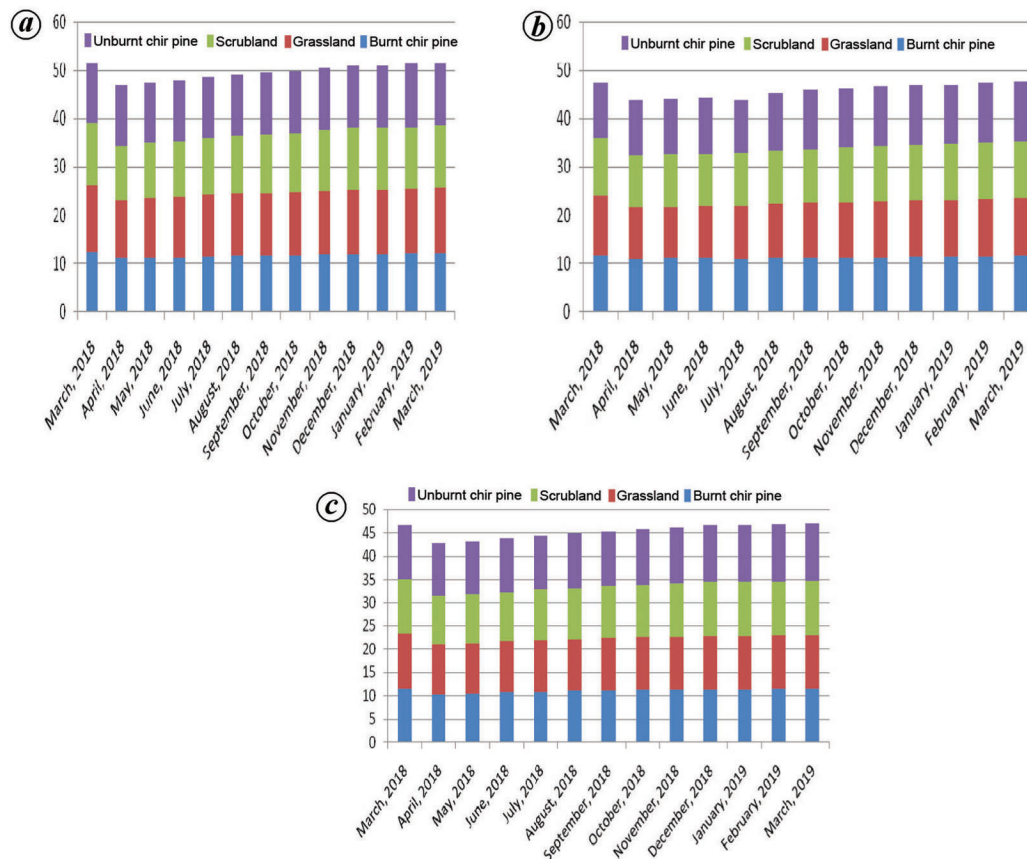 a
60
Unburnt chir pine Scrubland Grassland Burnt chir pine
50
40
30
20
10
0
March, 2018
April, 2018
May, 2018
June, 2018
July, 2018
August, 2018
September, 2018
October, 2018
November, 2018
December, 2018
January, 2019
February, 2019
March, 2019
b
60
Unburnt chir pine Scrubland Grassland Burnt chir pine
50
40
30
20
10
0
March, 2018
April, 2018
May, 2018
June, 2018
July, 2018
August, 2018
September, 2018
October, 2018
November, 2018
December, 2018
January, 2019
February, 2019
March, 2019
c
Unburnt chir pine Scrubland Grassland Burnt chir pine
50
45
40
35
30
25
20
15
10
5
0
March, 2018
April, 2018
May, 2018
June, 2018
July, 2018
August, 2018
September, 2018
October, 2018
November, 2018
December, 2018
January, 2019
February, 2019
March, 2019